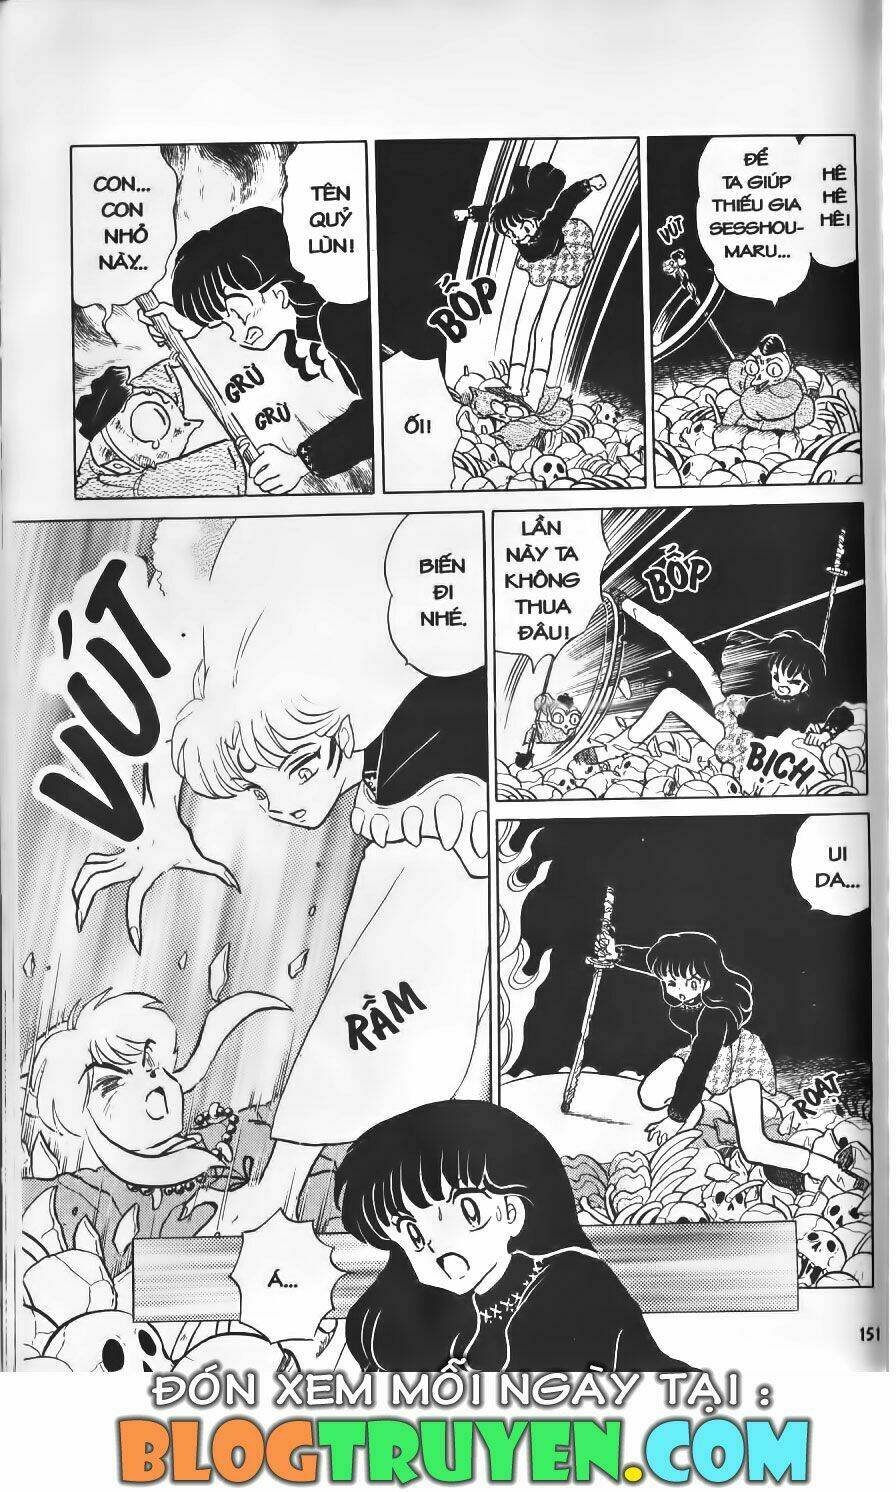 HÊ
HÊ
HÊ!
ĐỂ
TA GIÚP
THIẾU GIA
SESSHOU-
MARU...
VÚT
BỐP
ỐI!
TÊN
QUỶ
LÙN!
CON...
CON
NHỎ
NÀY...
GRỪ
GRỪ
LẦN
NÀY TA
KHÔNG
THUA
ĐÂU!
BỐP
BỊCH
UI
DA...
ROẠT
BIẾN
ĐI
NHÉ.
VÚT
RẦM
Á...
151
ĐÓN XEM MỖI NGÀY TẠI :
BLOGTRUYEN.COM